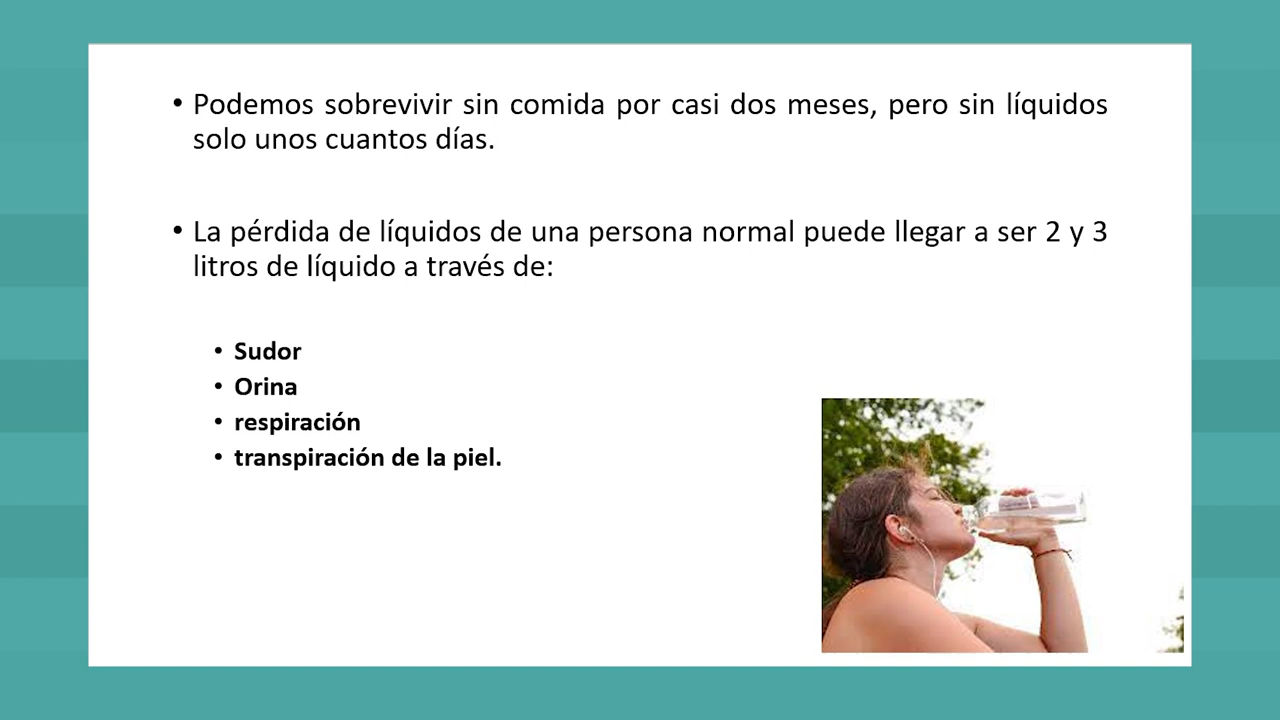 • Podemos sobrevivir sin comida por casi dos meses, pero sin líquidos
solo unos cuantos días.
• La pérdida de líquidos de una persona normal puede llegar a ser 2 y 3
litros de líquido a través de:
• Sudor
• Orina
• respiración
• transpiración de la piel.